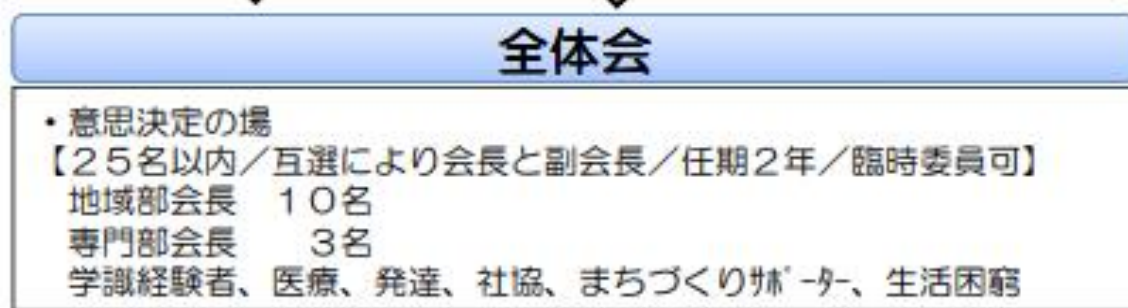 全体会
・意思決定の場
【２５名以内／互選により会長と副会長／任期２年／臨時委員可】
地域部会長　１０名
専門部会長　　３名
学識経験者、医療、発達、社協、まちづくりｻﾎﾟｰﾀｰ、生活困窮